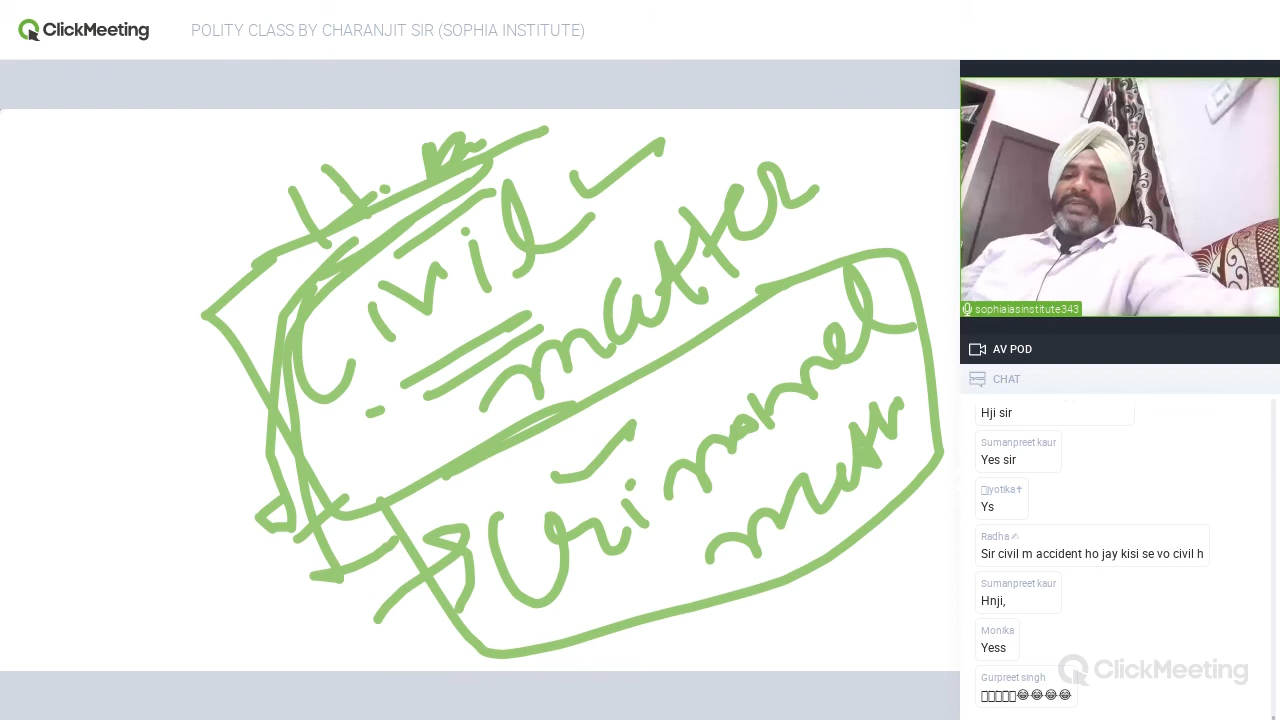 ClickMeeting
POLITY CLASS BY CHARANJIT SIR (SOPHIA INSTITUTE)
Civil
matter
Criminel
sophiaiasinstitute343
AV POD
CHAT
Hji sir
Sumanpreet kaur
Yes sir
yotika✝
Ys
Radha✍
Sir civil m accident ho jay kisi se vo civil h
Sumanpreet kaur
Hnji,
Monika
Yess
ClickMeeting
Gurpreet singh
😂😂😂😂